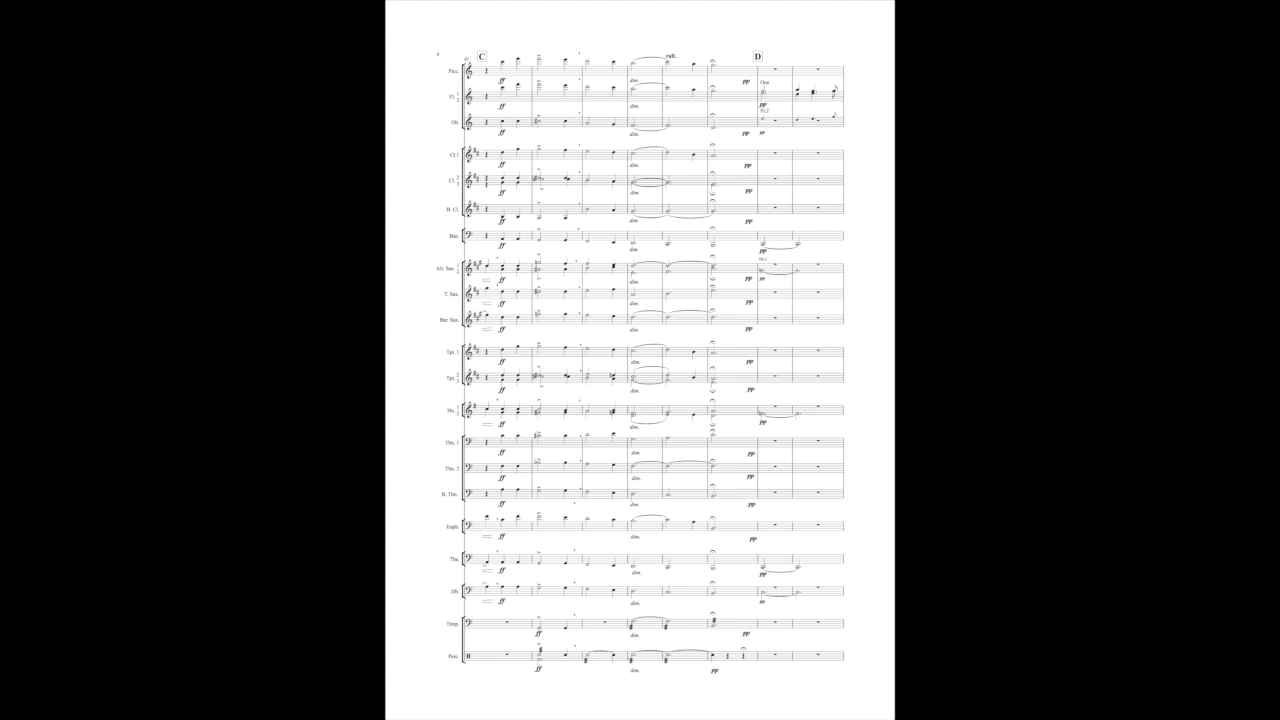 4
C
rall.
D
47
Picc.
ff
dim.
pp
One
Fl. 1 2
ff
dim.
pp
Fl.2
Ob.
ff
dim.
pp
pp
Cl.1
ff
dim.
pp
Cl. 2 3
ff
dim.
pp
B. Cl.
ff
dim.
pp
Bsn.
ff
dim.
pp
Alt. Sax. 1 2
ff
dim.
pp
pp
T. Sax.
ff
dim.
pp
Bar. Sax.
ff
dim.
pp
Tpt. 1
ff
dim.
pp
Tpt. 2 3
ff
dim.
pp
Hn. 1 2
ff
dim.
pp
Tbn. 1
ff
dim.
pp
Tbn. 2
ff
dim.
pp
B. Tbn.
ff
dim.
pp
Euph.
ff
dim.
pp
Tba.
ff
dim.
pp
Db.
ff
dim.
pp
Timp.
ff
dim.
pp
Perc.
ff
dim.
pp